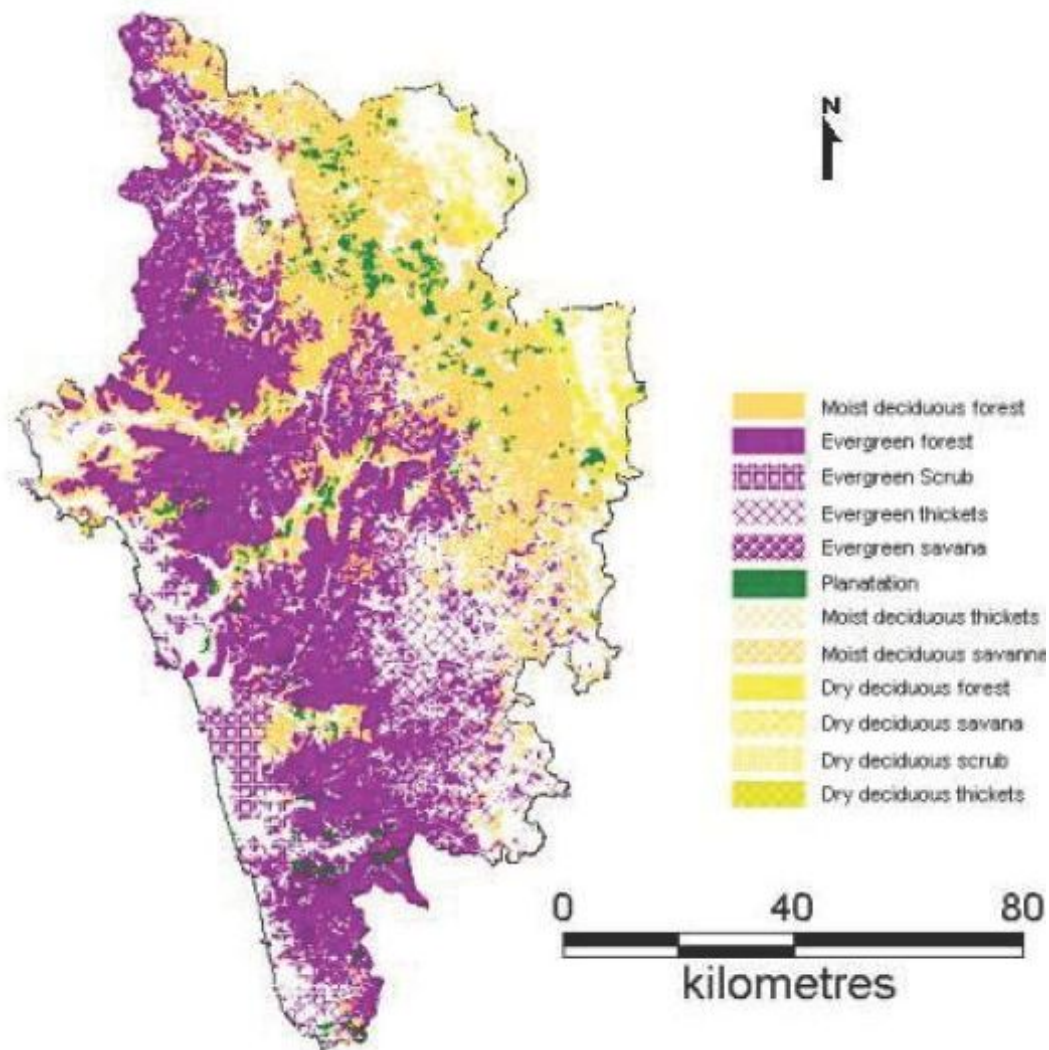 N
Moist deciduous forest
Evergreen forest
Evergreen Scrub
Evergreen thickets
Evergreen savana
Planatation
Moist deciduous thickets
Moist deciduous savanna
Dry deciduous forest
Dry deciduous savana
Dry deciduous scrub
Dry deciduous thickets
0 40 80
kilometres